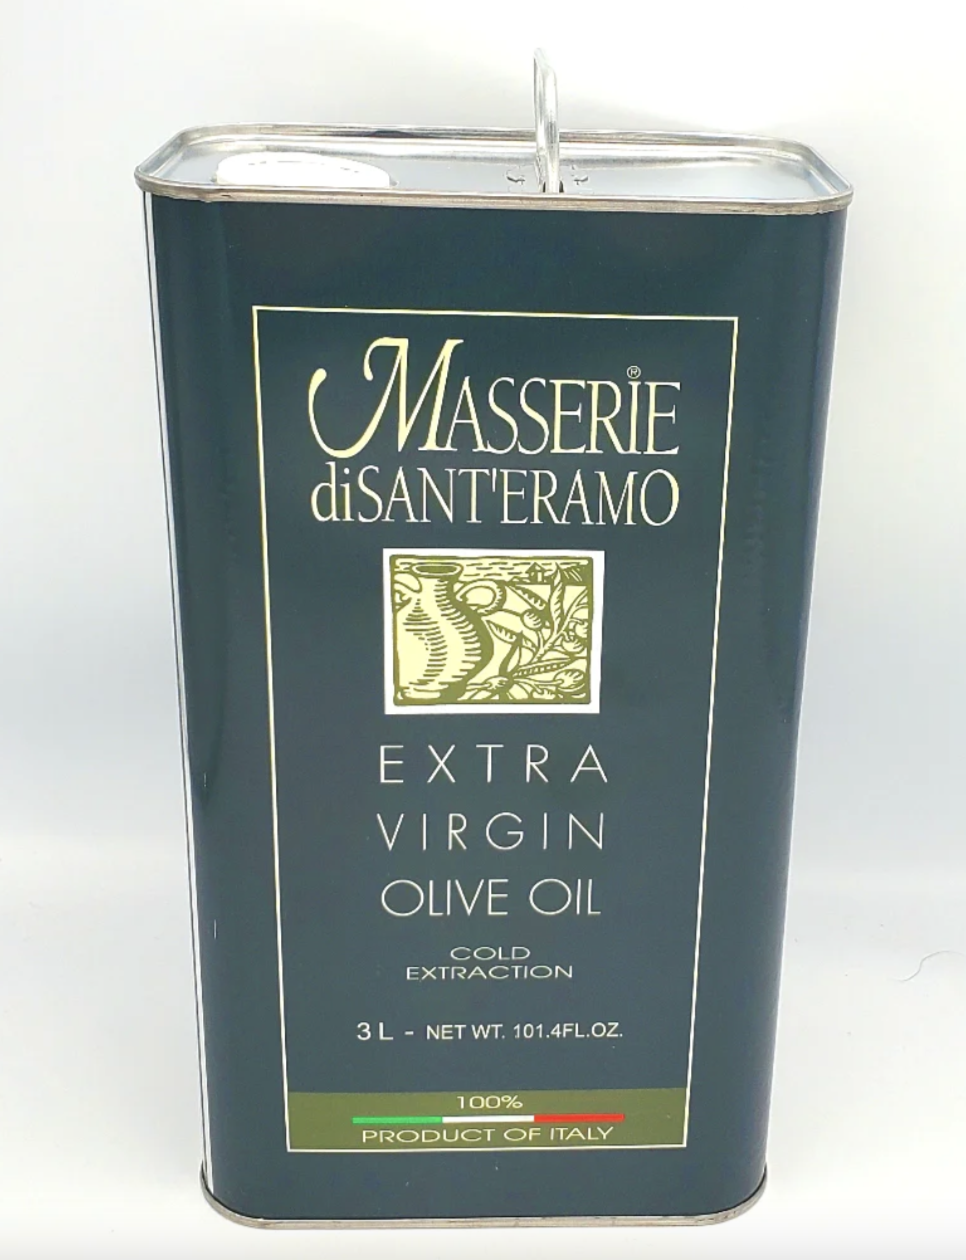 MASSERIE®
diSANT'ERAMO
EXTRA
VIRGIN
OLIVE OIL
COLD
EXTRACTION
3 L - NET WT. 101.4FL.OZ.
100%
PRODUCT OF ITALY